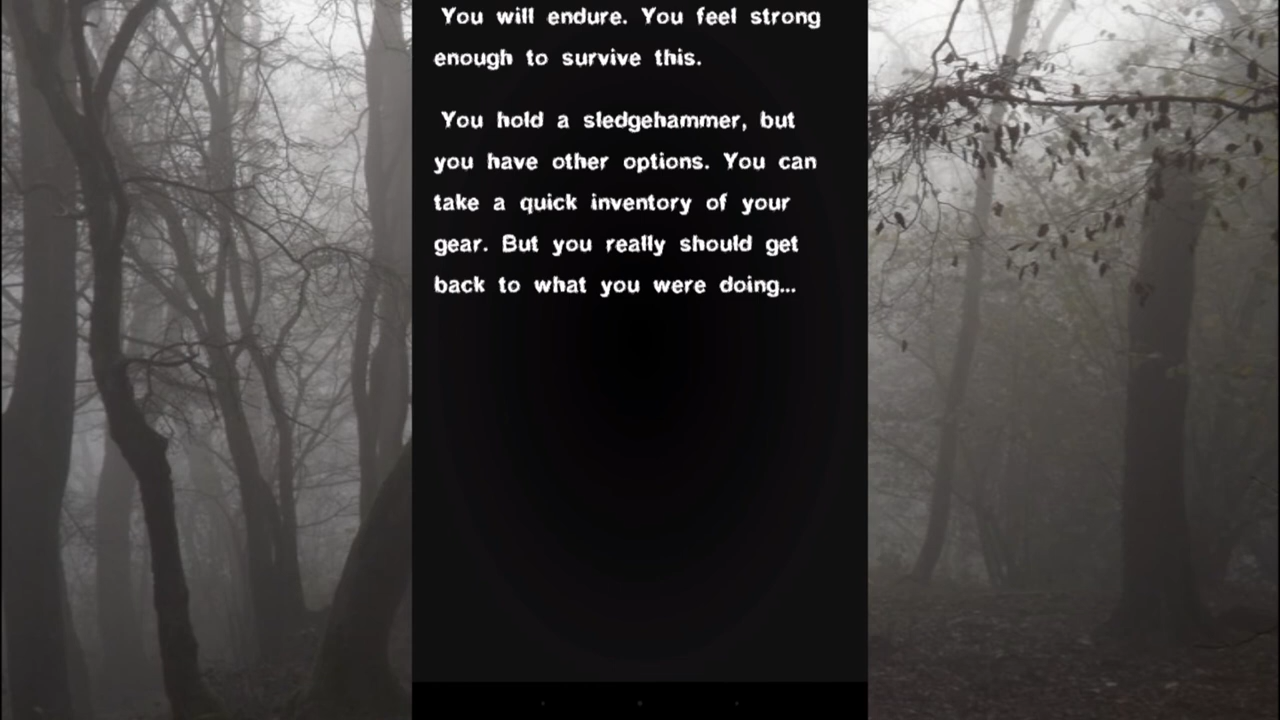 You will endure. You feel strong
enough to survive this.
You hold a sledgehammer, but
you have other options. You can
take a quick inventory of your
gear. But you really should get
back to what you were doing...